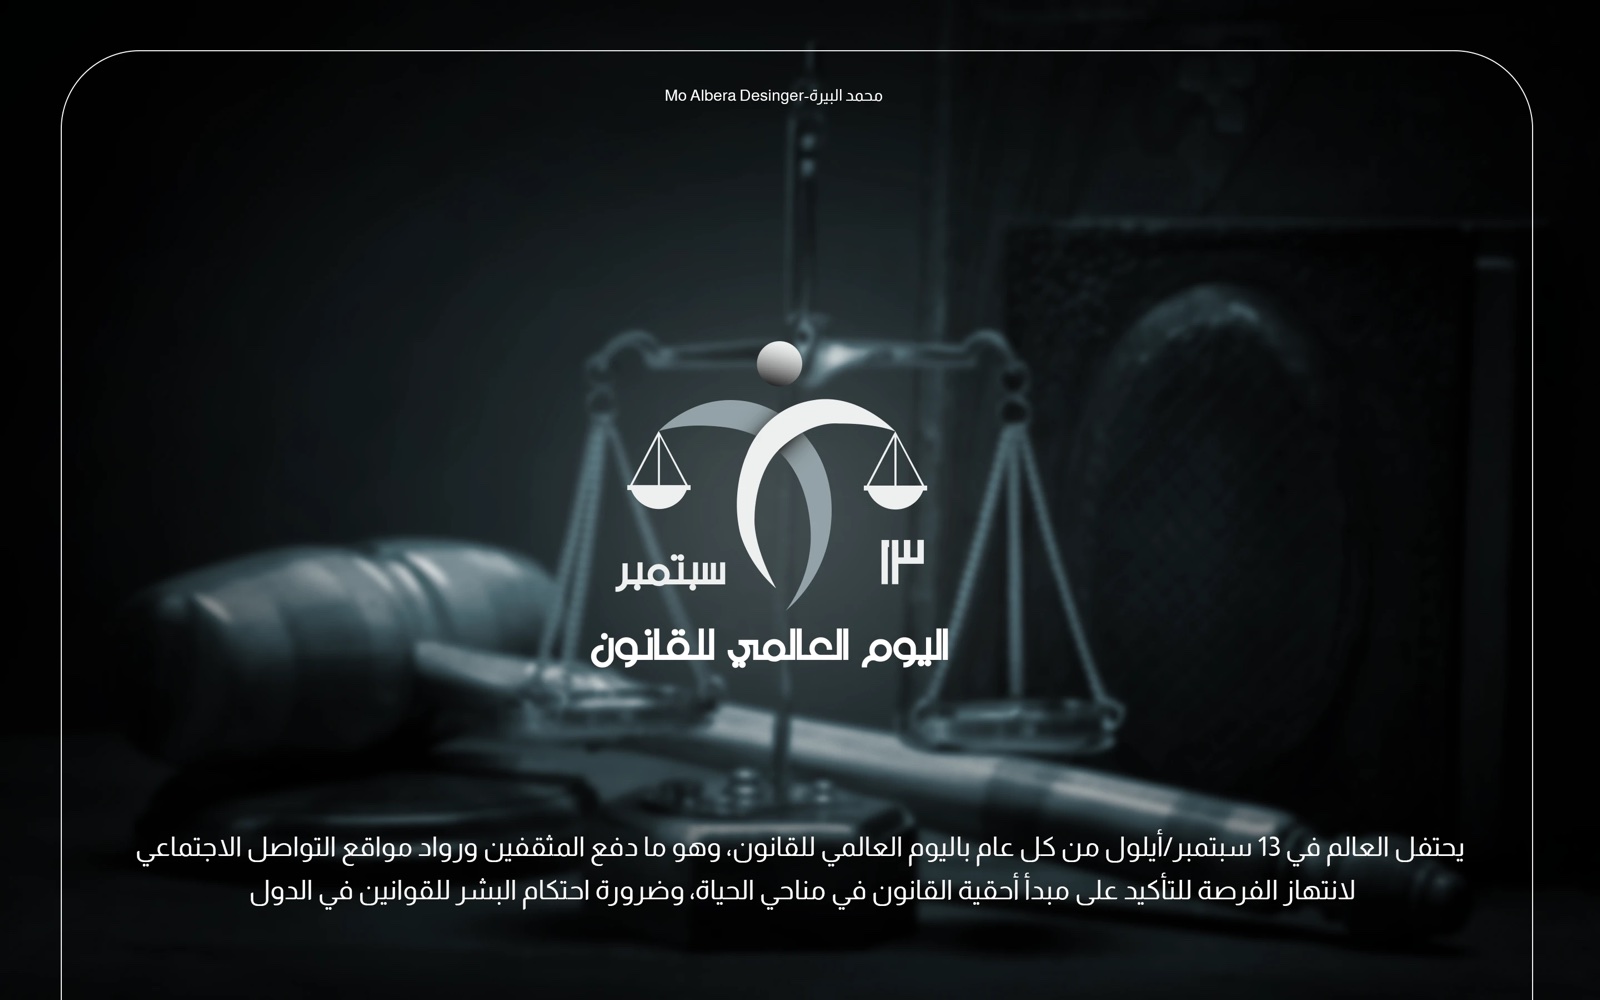 Mo Albera Desinger-محمد البيرة
١٣
سبتمبر
اليوم العالمي للقانون
يحتفل العالم في 13 سبتمبر/أيلول من كل عام باليوم العالمي للقانون، وهو ما دفع المثقفين ورواد مواقع التواصل الاجتماعي
لانتهاز الفرصة للتأكيد على مبدأ أحقية القانون في مناحي الحياة، وضرورة احتكام البشر للقوانين في الدول